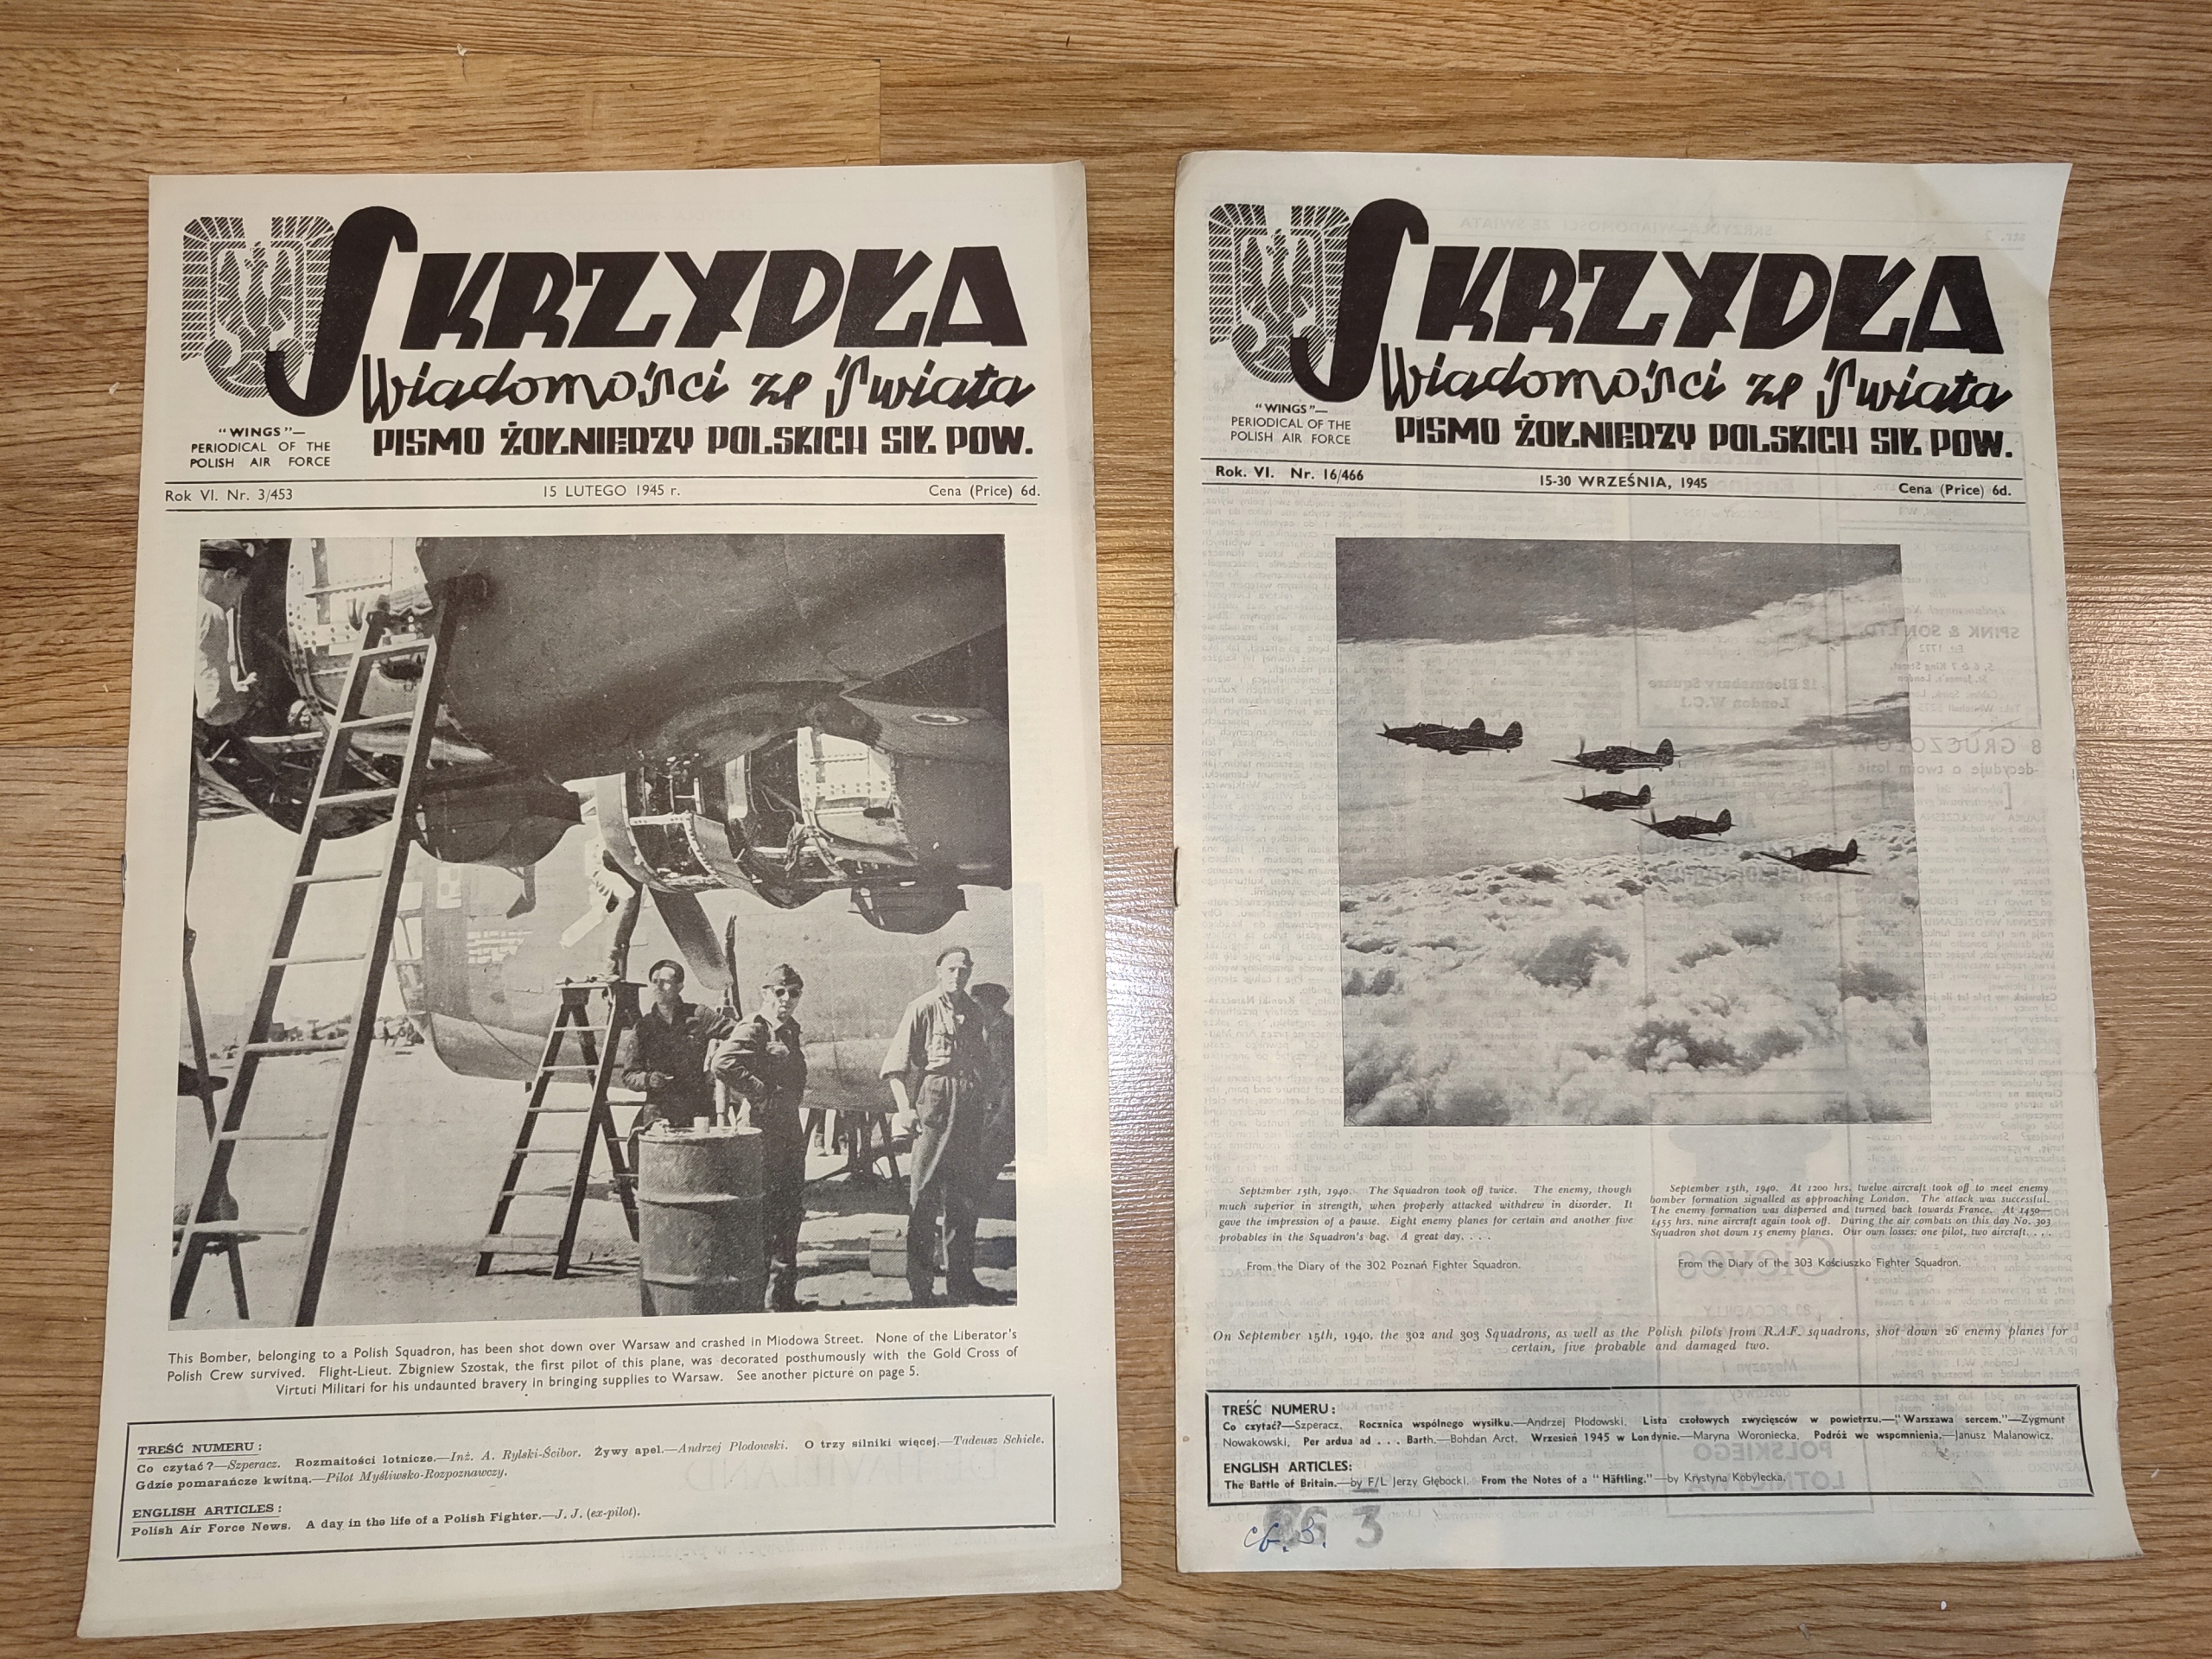 SKRZYDŁA
Wiadomości ze Świata
"WINGS"—
PERIODICAL OF THE
POLISH AIR FORCE
PISMO ŻOŁNIERZY POLSKICH SIŁ POW.
Rok VI. Nr. 3/453 15 LUTEGO 1945 r. Cena (Price) 6d.
This Bomber, belonging to a Polish Squadron, has been shot down over Warsaw and crashed in Miodowa Street. None of the Liberator's
Polish Crew survived. Flight-Lieut. Zbigniew Szostak, the first pilot of this plane, was decorated posthumously with the Gold Cross of
Virtuti Militari for his undaunted bravery in bringing supplies to Warsaw. See another picture on page 5.
TREŚĆ NUMERU:
Co czytać?—Szperacz. Rozmaitości lotnicze.—Inż. A. Rylski-Ścibor. Żywy apel.—Andrzej Płodowski. O trzy silniki więcej.—Tadeusz Schiele.
Gdzie pomarańcze kwitną.—Pilot Myśliwsko-Rozpoznawczy.
ENGLISH ARTICLES:
Polish Air Force News. A day in the life of a Polish Fighter.—J. J. (ex-pilot).
SKRZYDŁA
Wiadomości ze Świata
"WINGS"—
PERIODICAL OF THE
POLISH AIR FORCE
PISMO ŻOŁNIERZY POLSKICH SIŁ POW.
Rok. VI. Nr. 16/466 15-30 WRZEŚNIA, 1945 Cena (Price) 6d.
September 15th, 1940. The Squadron took off twice. The enemy, though
much superior in strength, when properly attacked withdrew in disorder. It
gave the impression of a pause. Eight enemy planes for certain and another five
probables in the Squadron's bag. A great day. . . .
From the Diary of the 302 Poznań Fighter Squadron.
September 15th, 1940. At 1200 hrs. twelve aircraft took off to meet enemy
bomber formation signalled as approaching London. The attack was successful.
The enemy formation was dispersed and turned back towards France. At 1450—
1455 hrs. nine aircraft again took off. During the air combats on this day No. 303
Squadron shot down 15 enemy planes. Our own losses: one pilot, two aircraft. . . .
From the Diary of the 303 Kościuszko Fighter Squadron.
On September 15th, 1940, the 302 and 303 Squadrons, as well as the Polish pilots from R.A.F. squadrons, shot down 26 enemy planes for
certain, five probable and damaged two.
TREŚĆ NUMERU:
Co czytać?—Szperacz. Rocznica wspólnego wysiłku.—Andrzej Płodowski. Lista czołowych zwycięsców w powietrzu.—"Warszawa sercem."—Zygmunt
Nowakowski. Per ardua ad . . . Barth.—Bohdan Arct. Wrzesień 1945 w Londynie.—Maryna Woroniecka. Podróż we wspomnienia.—Janusz Malanowicz.
ENGLISH ARTICLES:
The Battle of Britain.—by F/L Jerzy Głębocki. From the Notes of a "Häftling."—by Krystyna Kobylecka.
3